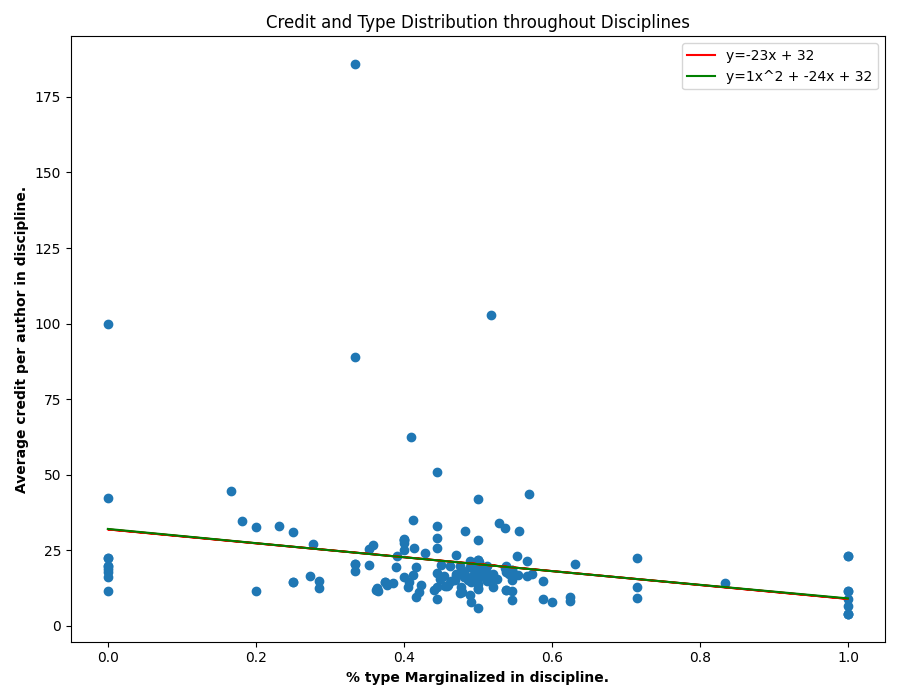 Credit and Type Distribution throughout Disciplines
y=-23x + 32
y=1x^2 + -24x + 32
175
150
125
100
75
50
25
0
Average credit per author in discipline.
0.0 0.2 0.4 0.6 0.8 1.0
% type Marginalized in discipline.